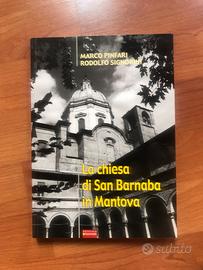 MARCO PINFARI
RODOLFO SIGNORINI
La chiesa
di San Barnaba
in Mantova
subito